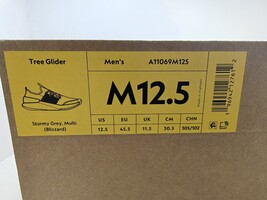 Tree Glider Men's A11069M125
M12.5
Stormy Grey, Multi
(Blizzard)
US EU UK CM CHN
12.5 45.5 11.5 30.5 305/102